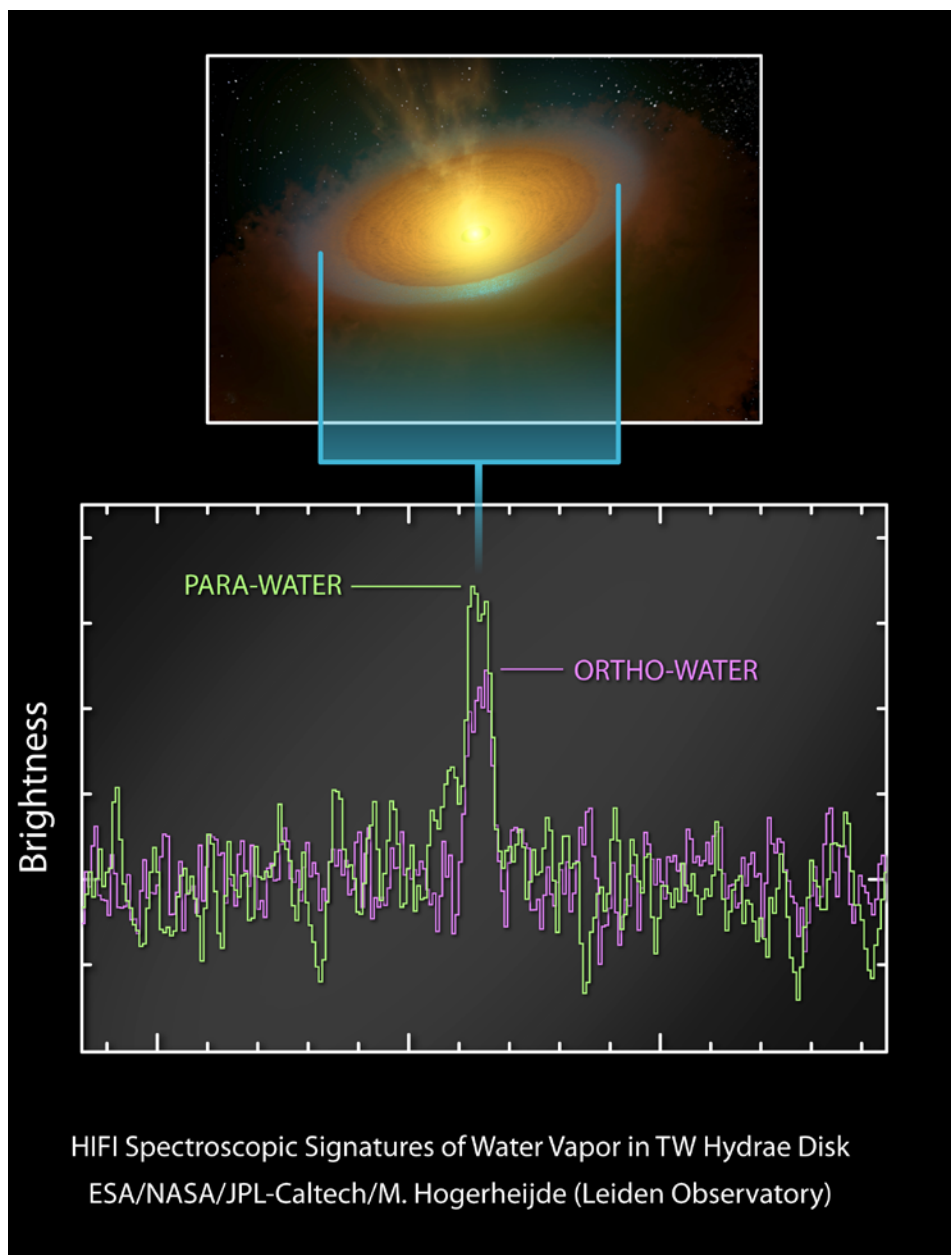 PARA-WATER
ORTHO-WATER
Brightness
HIFI Spectroscopic Signatures of Water Vapor in TW Hydrae Disk
ESA/NASA/JPL-Caltech/M. Hogerheijde (Leiden Observatory)